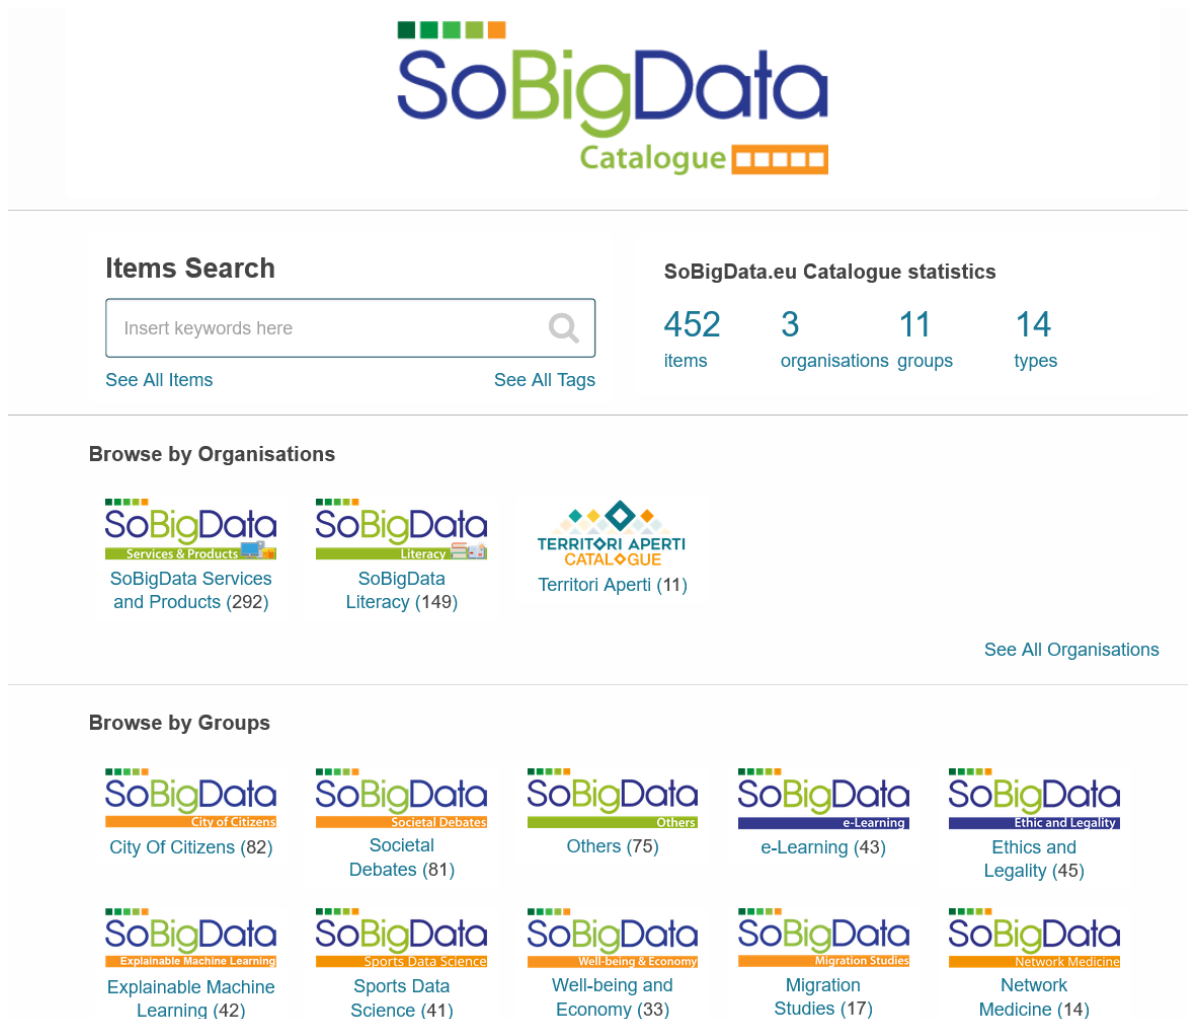 SoBigData
Catalogue
Items Search
Insert keywords here
See All Items
See All Tags
SoBigData.eu Catalogue statistics
452 3 11 14
items organisations groups types
Browse by Organisations
SoBigData
Services & Products
SoBigData Services
and Products (292)
SoBigData
Literacy
SoBigData
Literacy (149)
TERRITORI APERTI
CATALOGUE
Territori Aperti (11)
See All Organisations
Browse by Groups
SoBigData
City of Citizens
City Of Citizens (82)
SoBigData
Societal Debates
Societal
Debates (81)
SoBigData
Others
Others (75)
SoBigData
e-Learning
e-Learning (43)
SoBigData
Ethic and Legality
Ethics and
Legality (45)
SoBigData
Explainable Machine Learning
Explainable Machine
Learning (42)
SoBigData
Sports Data Science
Sports Data
Science (41)
SoBigData
Well-being & Economy
Well-being and
Economy (33)
SoBigData
Migration Studies
Migration
Studies (17)
SoBigData
Network Medicine
Network
Medicine (14)